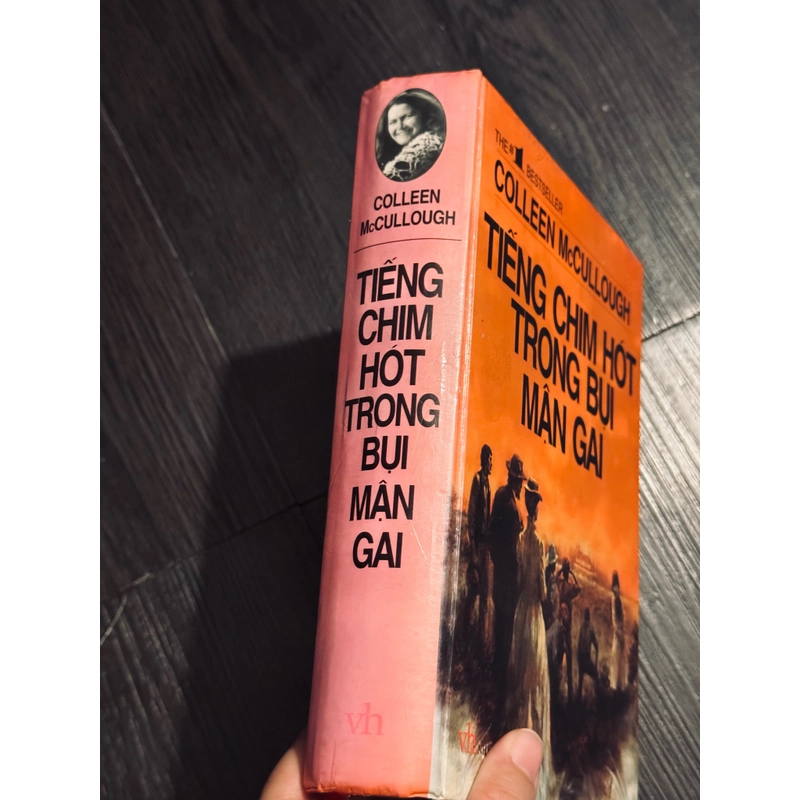 COLLEEN
McCULLOUGH
TIẾNG
CHIM
HÓT
TRONG
BỤI
MẬN
GAI
vh
THE #1 BESTSELLER
COLLEEN McCULLOUGH
TIẾNG CHIM HÓT
TRONG BỤI
MẬN GAI
vh